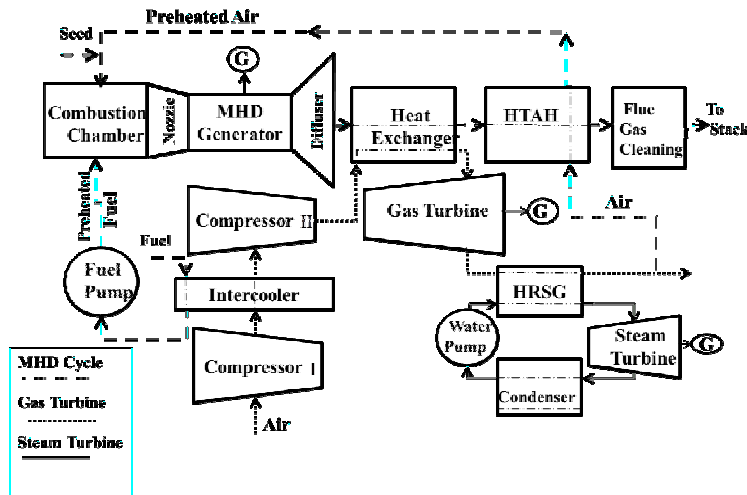 Preheated Air
Seed
G
Combustion
Chamber
Nozzie
MHD
Generator
Diffuser
Heat
Exchanger
HTAH
Flue
Gas
Cleaning
To
Stack
Preheated
Fuel
Compressor II
Gas Turbine
G
Air
Fuel
Fuel
Pump
Intercooler
HRSG
Water
Pump
Steam
Turbine
G
Compressor I
Condenser
Air
MHD Cycle
Gas Turbine
Steam Turbine